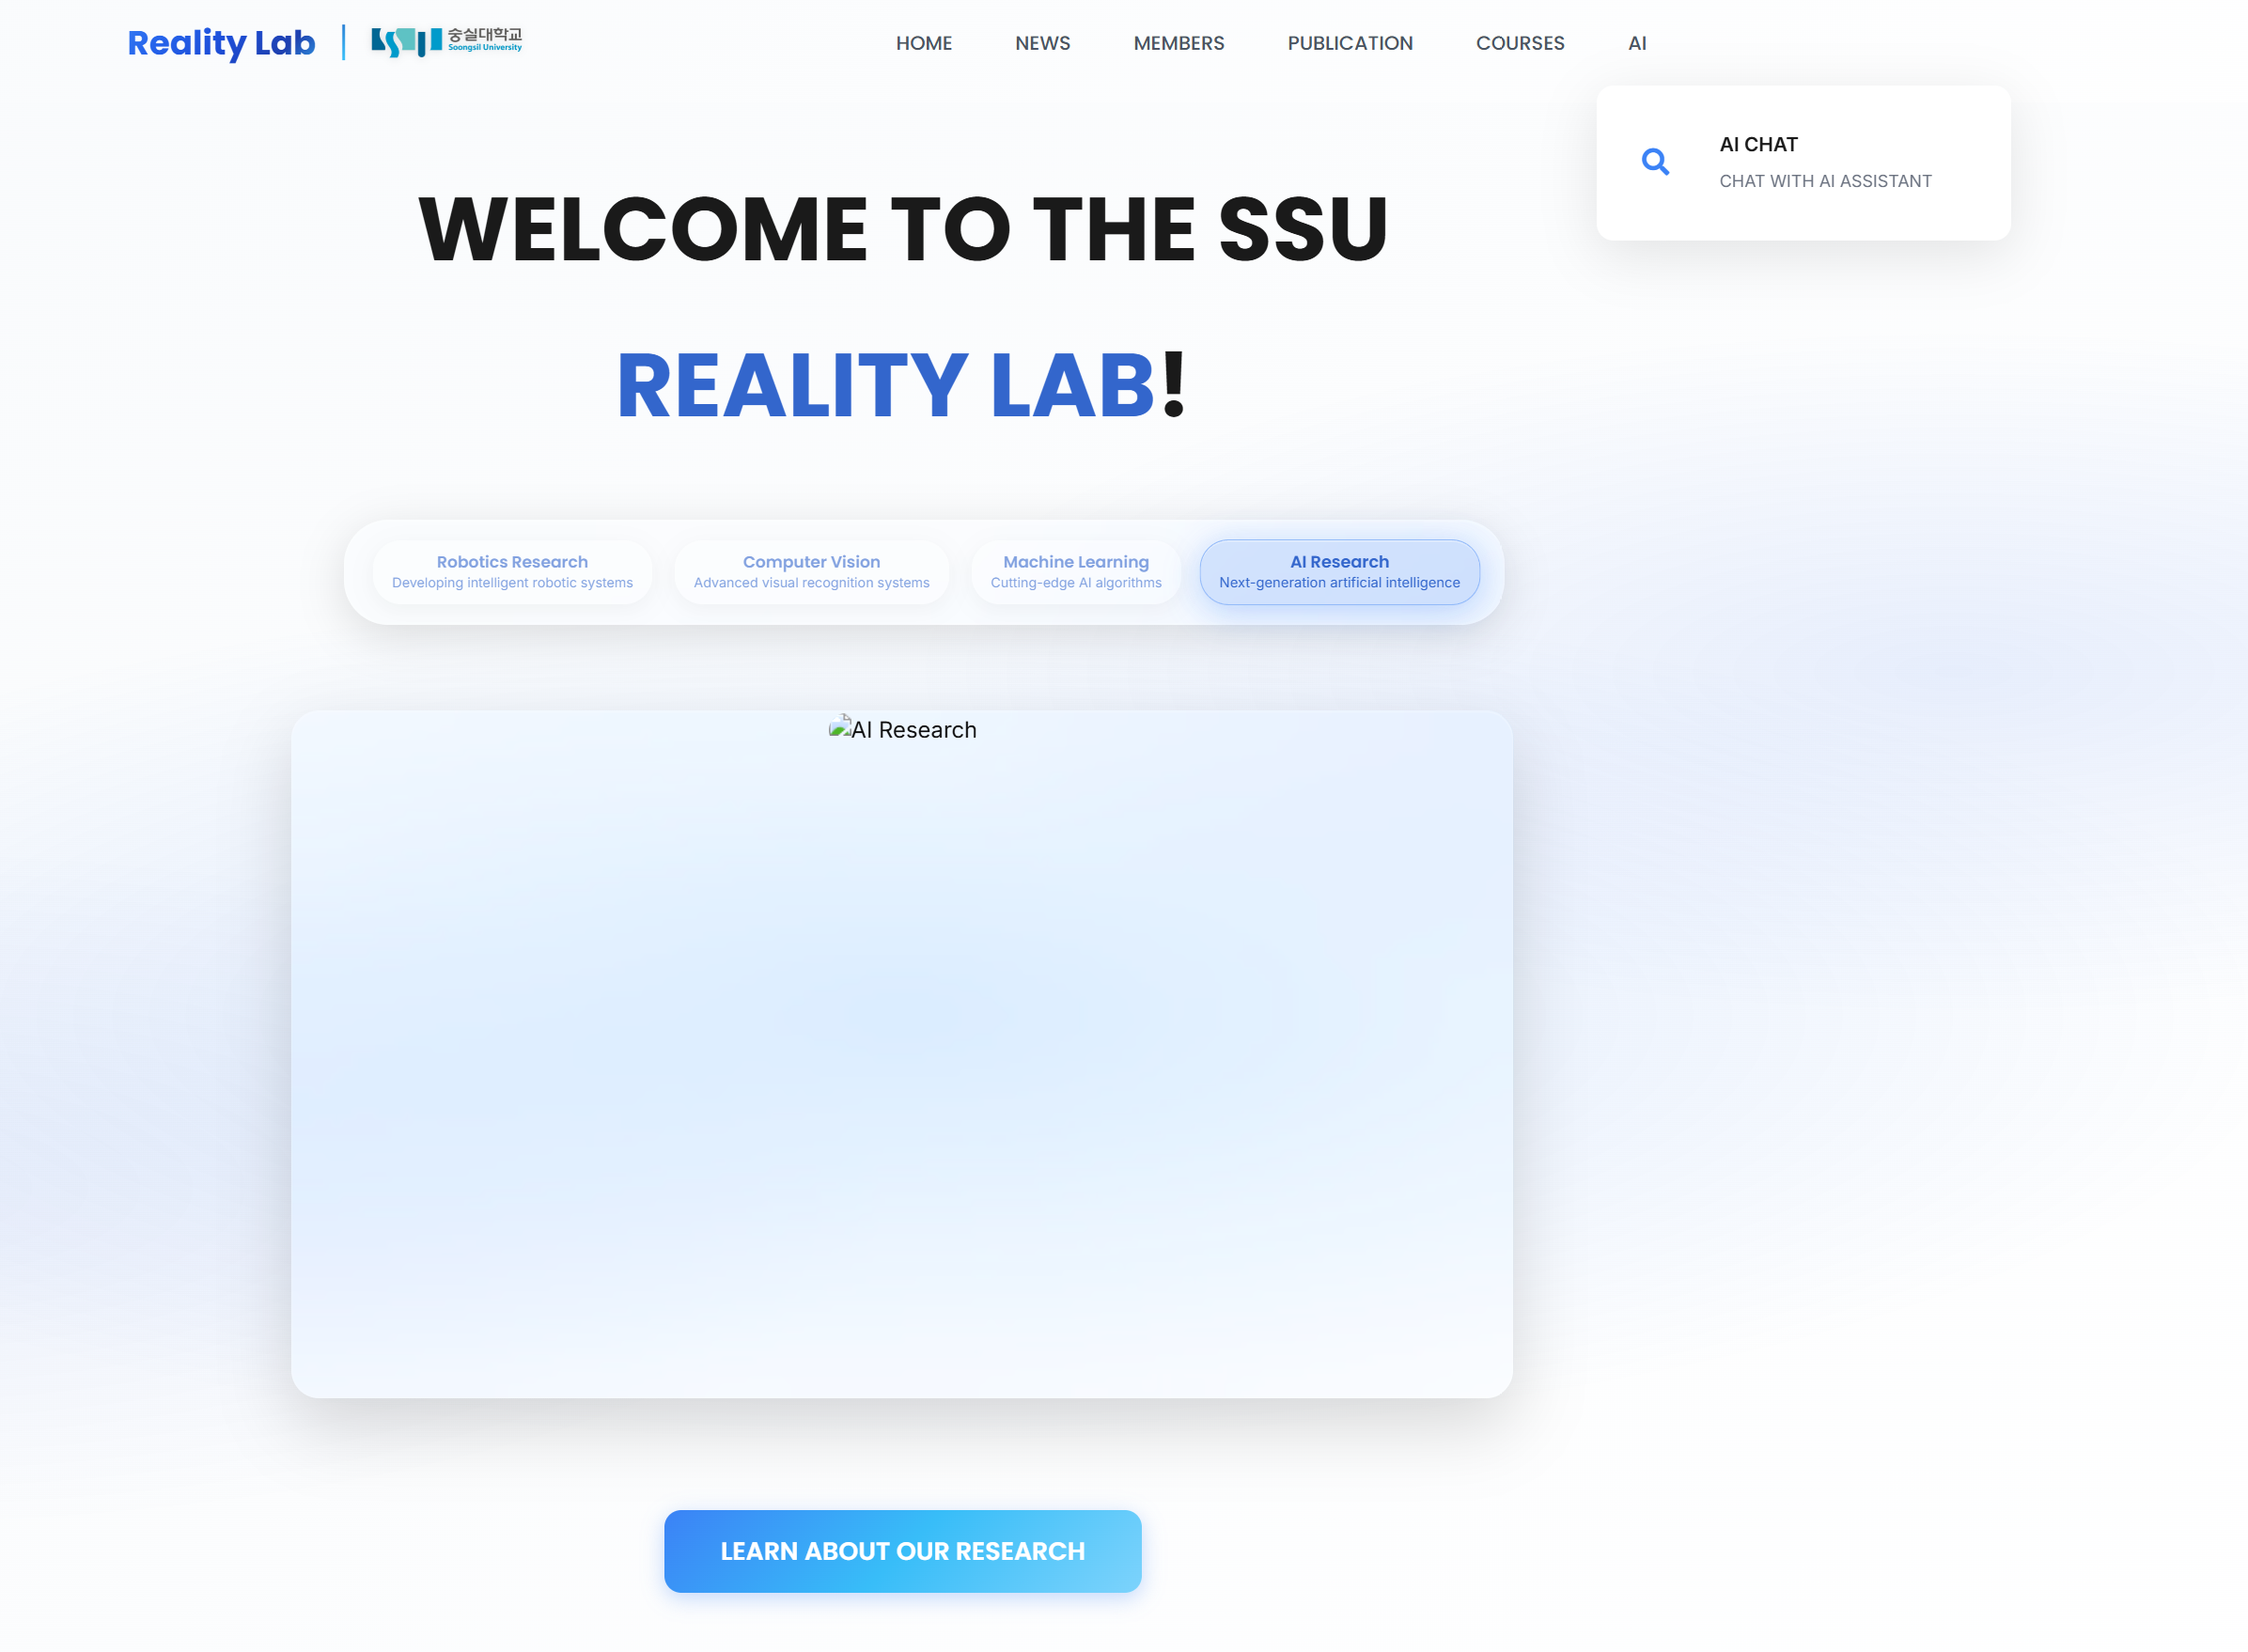 Reality Lab
숭실대학교
Soongsil University
HOME NEWS MEMBERS PUBLICATION COURSES AI
AI CHAT
CHAT WITH AI ASSISTANT
WELCOME TO THE SSU
REALITY LAB!
Robotics Research
Developing intelligent robotic systems
Computer Vision
Advanced visual recognition systems
Machine Learning
Cutting-edge AI algorithms
AI Research
Next-generation artificial intelligence
AI Research
LEARN ABOUT OUR RESEARCH